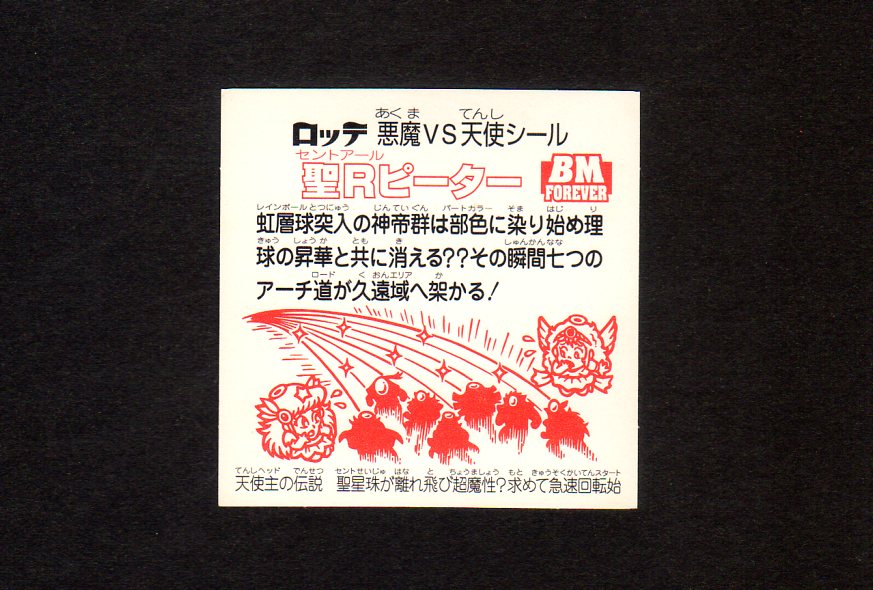 あくま てんし
ロッテ 悪魔VS天使シール
セントアール
聖Rピーター
BM
FOREVER
レインボールとつにゅう じんていぐん パートカラー そま はじ り
虹層球突入の神帝群は部色に染り始め理
きゅう しょうか とも き しゅんかんなな
球の昇華と共に消える??その瞬間七つの
ロード くおんエリア か
アーチ道が久遠域へ架かる!
てんしヘッド でんせつ セントせいじゅ はな と ちょうましょう もと きゅうそくかいてんスタート
天使主の伝説 聖星珠が離れ飛び超魔性?求めて急速回転始